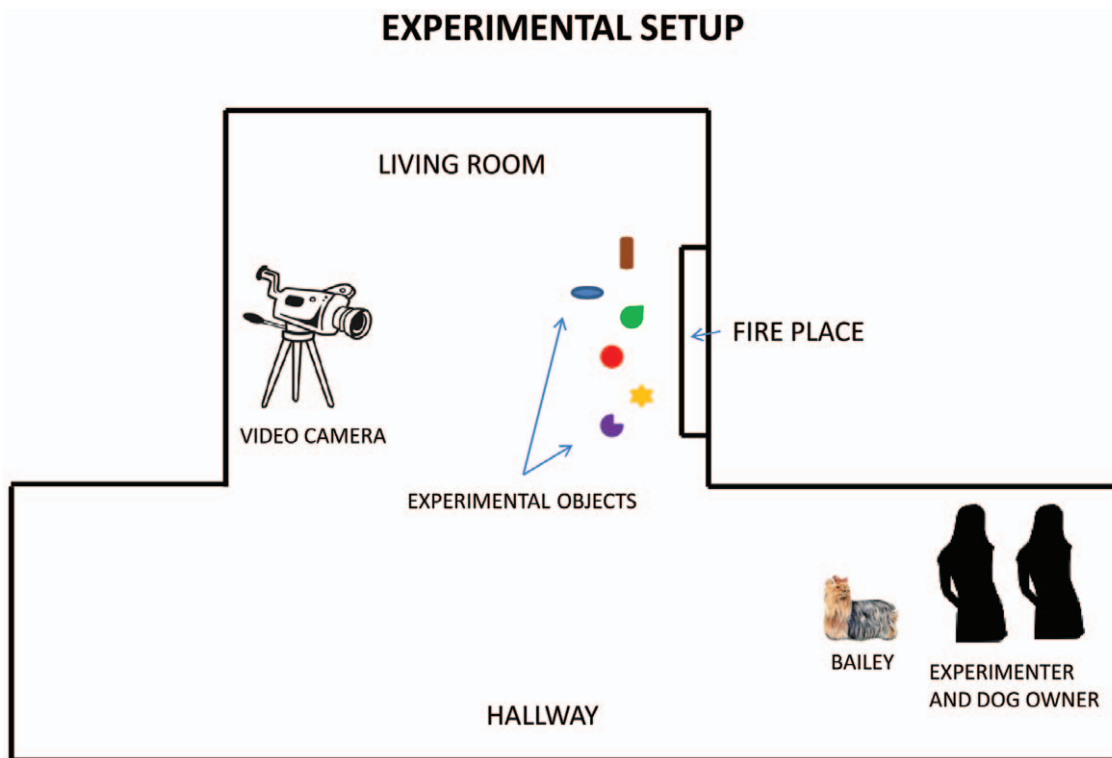 EXPERIMENTAL SETUP
LIVING ROOM
FIRE PLACE
VIDEO CAMERA
EXPERIMENTAL OBJECTS
BAILEY
EXPERIMENTER
AND DOG OWNER
HALLWAY